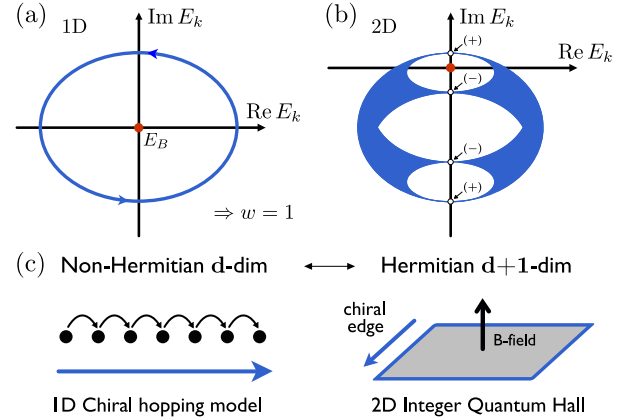 (a)
1D
Im E_k
Re E_k
E_B
⇒ w = 1
(b)
2D
Im E_k
(+)
Re E_k
(−)
(−)
(+)
(c)
Non-Hermitian d-dim ⟷ Hermitian d+1-dim
chiral
edge
B-field
1D Chiral hopping model
2D Integer Quantum Hall